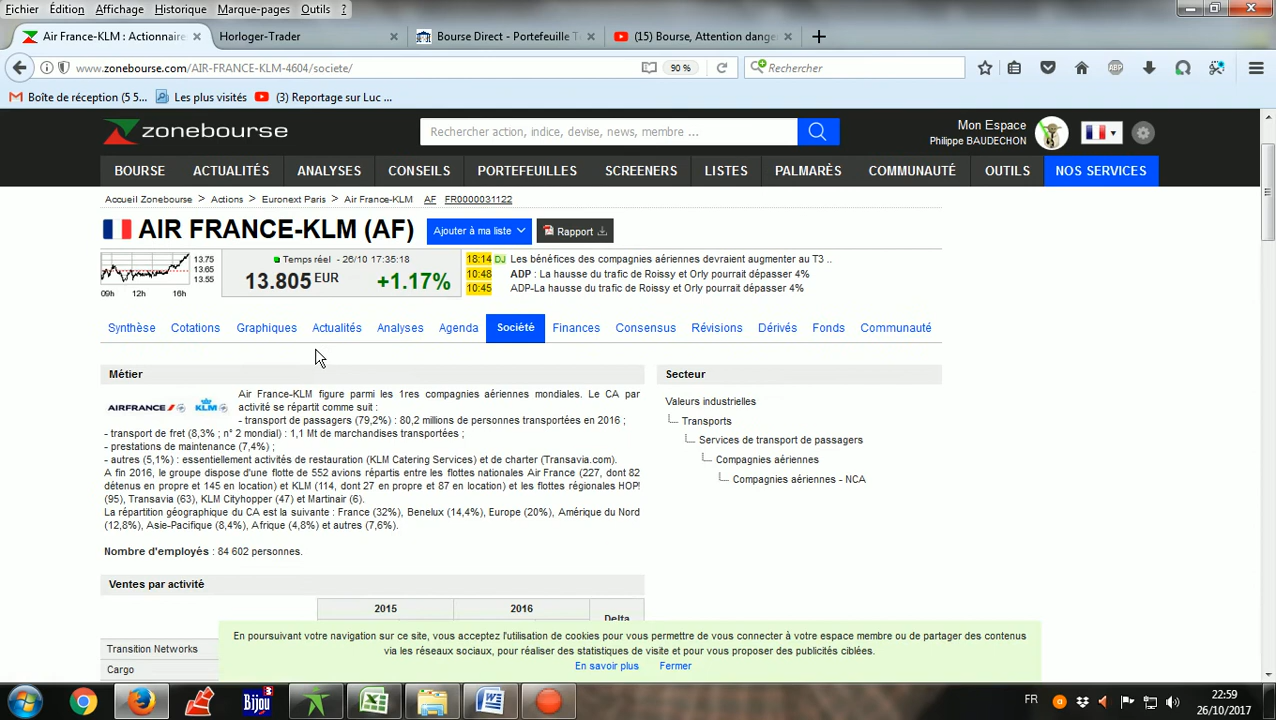 Fichier Édition Affichage Historique Marque-pages Outils ?
Air France-KLM : Actionnaire
Horloger-Trader
Bourse Direct - Portefeuille T
(15) Bourse, Attention dange
www.zonebourse.com/AIR-FRANCE-KLM-4604/societe/
90 %
Rechercher
Boîte de réception (5 5...
Les plus visités
(3) Reportage sur Luc ...
zonebourse
Rechercher action, indice, devise, news, membre ...
Mon Espace
Philippe BAUDECHON
BOURSE ACTUALITÉS ANALYSES CONSEILS PORTEFEUILLES SCREENERS LISTES PALMARÈS COMMUNAUTÉ OUTILS NOS SERVICES
Accueil Zonebourse > Actions > Euronext Paris > Air France-KLM AF FR0000031122
AIR FRANCE-KLM (AF)
Ajouter à ma liste
Rapport
13.75
13.65
13.55
09h 12h 16h
Temps réel - 26/10 17:35:18
13.805 EUR +1.17%
18:14 DJ Les bénéfices des compagnies aériennes devraient augmenter au T3 ..
10:48 ADP : La hausse du trafic de Roissy et Orly pourrait dépasser 4%
10:45 ADP-La hausse du trafic de Roissy et Orly pourrait dépasser 4%
Synthèse Cotations Graphiques Actualités Analyses Agenda Société Finances Consensus Révisions Dérivés Fonds Communauté
Métier
AIRFRANCE KLM
Air France-KLM figure parmi les 1res compagnies aériennes mondiales. Le CA par
activité se répartit comme suit :
- transport de passagers (79,2%) : 80,2 millions de personnes transportées en 2016 ;
- transport de fret (8,3% ; n° 2 mondial) : 1,1 Mt de marchandises transportées ;
- prestations de maintenance (7,4%) ;
- autres (5,1%) : essentiellement activités de restauration (KLM Catering Services) et de charter (Transavia.com).
A fin 2016, le groupe dispose d'une flotte de 552 avions répartis entre les flottes nationales Air France (227, dont 82
détenus en propre et 145 en location) et KLM (114, dont 27 en propre et 87 en location) et les flottes régionales HOP!
(95), Transavia (63), KLM Cityhopper (47) et Martinair (6).
La répartition géographique du CA est la suivante : France (32%), Benelux (14,4%), Europe (20%), Amérique du Nord
(12,8%), Asie-Pacifique (8,4%), Afrique (4,8%) et autres (7,6%).
Nombre d'employés : 84 602 personnes.
Secteur
Valeurs industrielles
Transports
Services de transport de passagers
Compagnies aériennes
Compagnies aériennes - NCA
Ventes par activité
2015 2016 Delta
Transition Networks
Cargo
En poursuivant votre navigation sur ce site, vous acceptez l'utilisation de cookies pour vous permettre de vous connecter à votre espace membre ou de partager des contenus
via les réseaux sociaux, pour réaliser des statistiques de visite et pour vous proposer des publicités ciblées.
En savoir plus Fermer
Bijou
3
FR
22:59
26/10/2017